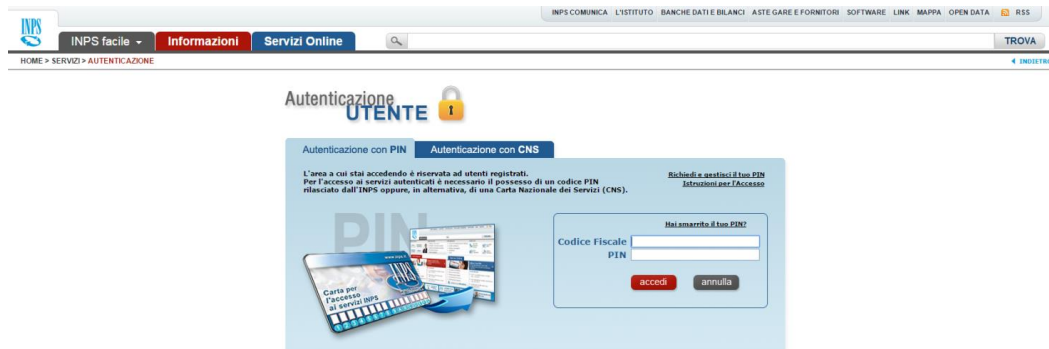 INPS COMUNICA L'ISTITUTO BANCHE DATI E BILANCI ASTE GARE E FORNITORI SOFTWARE LINK MAPPA OPEN DATA RSS
INPS
INPS facile Informazioni Servizi Online TROVA
HOME > SERVIZI > AUTENTICAZIONE INDIETRO
Autenticazione
UTENTE
Autenticazione con PIN Autenticazione con CNS
L'area a cui stai accedendo è riservata ad utenti registrati.
Per l'accesso ai servizi autenticati è necessario il possesso di un codice PIN
rilasciato dall'INPS oppure, in alternativa, di una Carta Nazionale dei Servizi (CNS).
Richiedi e gestisci il tuo PIN
Istruzioni per l'Accesso
PIN
www.inps.it
INPS
Carta per
l'accesso
ai servizi INPS
Hai smarrito il tuo PIN?
Codice Fiscale
PIN
accedi annulla